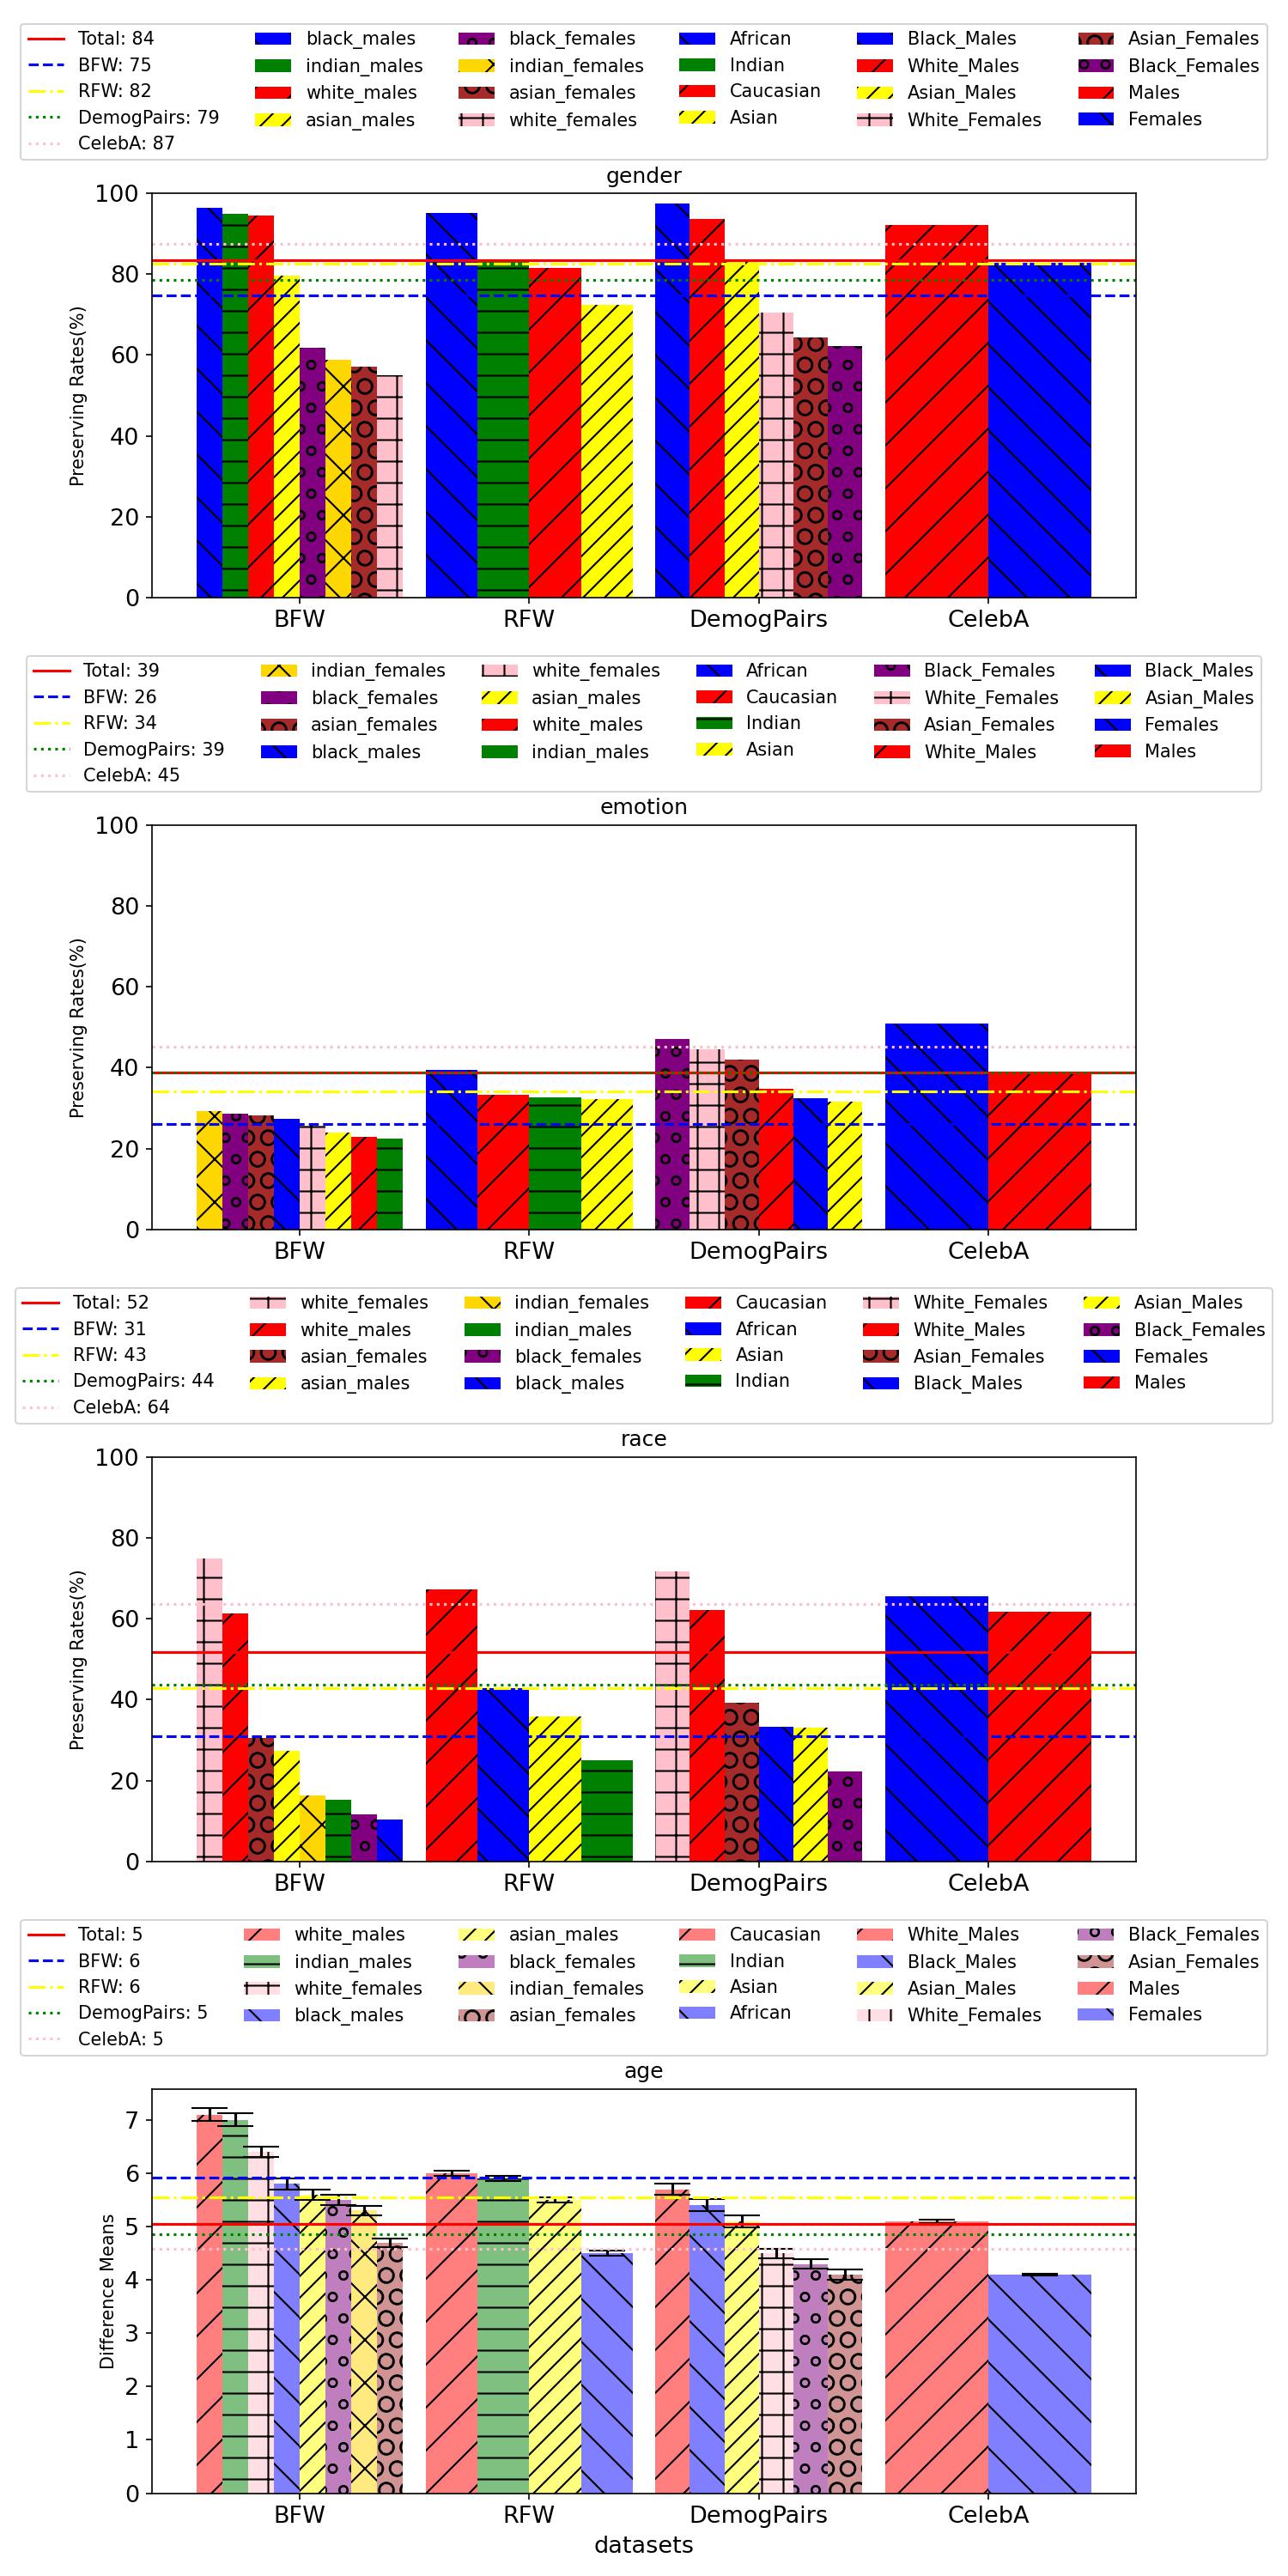 Total: 84 black_males black_females African Black_Males Asian_Females
BFW: 75 indian_males indian_females Indian White_Males Black_Females
RFW: 82 white_males asian_females Caucasian Asian_Males Males
DemogPairs: 79 asian_males white_females Asian White_Females Females
CelebA: 87
gender
100
80
60
40
20
0
Preserving Rates(%)
BFW RFW DemogPairs CelebA
Total: 39 indian_females white_females African Black_Females Black_Males
BFW: 26 black_females asian_males Caucasian White_Females Asian_Males
RFW: 34 asian_females white_males Indian Asian_Females Females
DemogPairs: 39 black_males indian_males Asian White_Males Males
CelebA: 45
emotion
100
80
60
40
20
0
Preserving Rates(%)
BFW RFW DemogPairs CelebA
Total: 52 white_females indian_females Caucasian White_Females Asian_Males
BFW: 31 white_males indian_males African White_Males Black_Females
RFW: 43 asian_females black_females Asian Asian_Females Females
DemogPairs: 44 asian_males black_males Indian Black_Males Males
CelebA: 64
race
100
80
60
40
20
0
Preserving Rates(%)
BFW RFW DemogPairs CelebA
Total: 5 white_males asian_males Caucasian White_Males Black_Females
BFW: 6 indian_males black_females Indian Black_Males Asian_Females
RFW: 6 white_females indian_females Asian Asian_Males Males
DemogPairs: 5 black_males asian_females African White_Females Females
CelebA: 5
age
7
6
5
4
3
2
1
0
Difference Means
BFW RFW DemogPairs CelebA
datasets